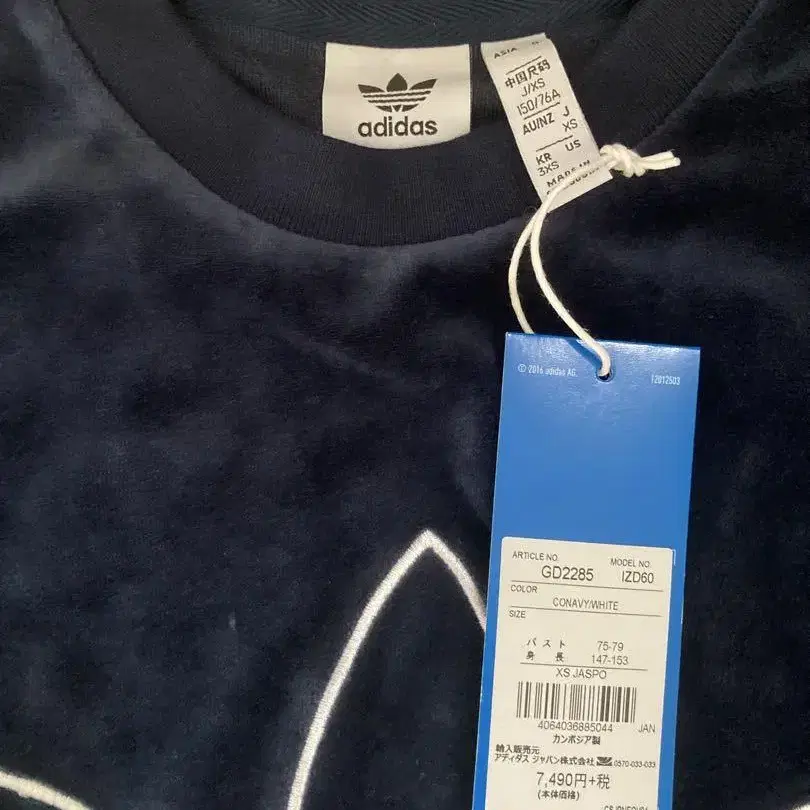 adidas
ASIA
中国尺码
J/XS
150/76A
AU/NZ J
XS
KR US
3XS
MADE IN
© 2016 adidas AG.
12012503
ARTICLE NO. MODEL NO.
GD2285 IZD60
COLOR
CONAVY/WHITE
SIZE
バスト 75-79
身長 147-153
XS JASPO
4064036885044 JAN
カンボジア製
輸入販売元
アディダス ジャパン株式会社 0570-033-033
7,490円+税
(本体価格)